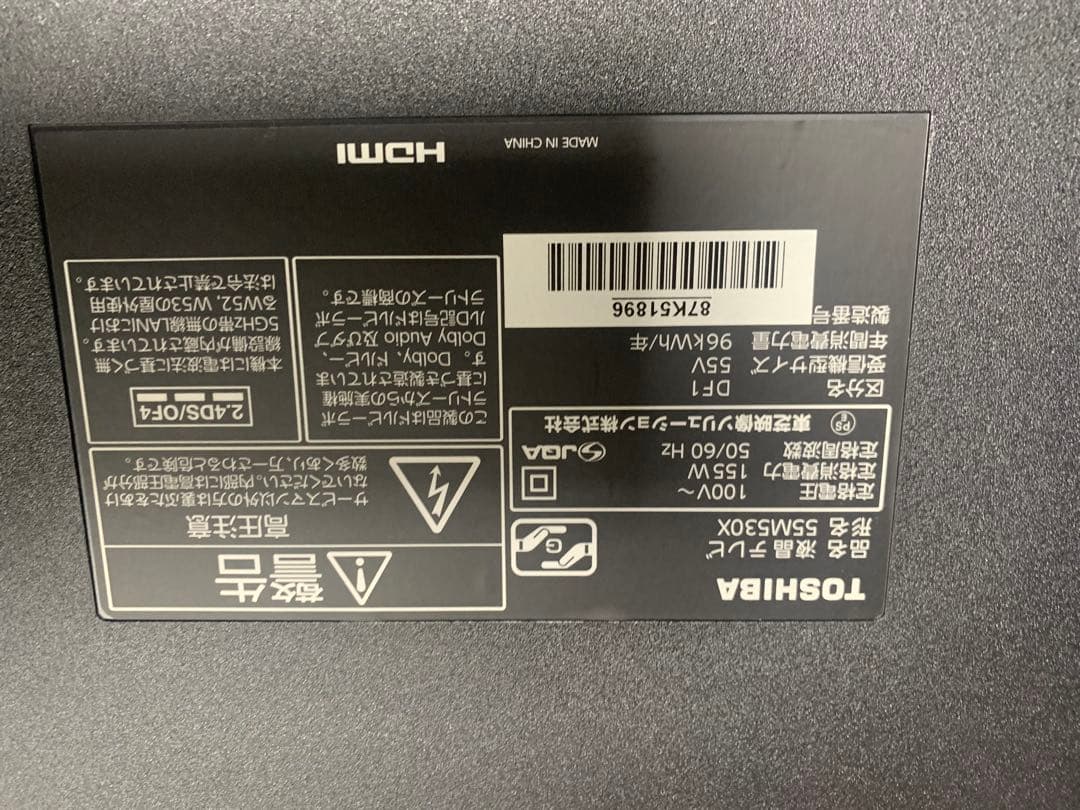 TOSHIBA
品名 液晶テレビ
形名 55M530X
定格電圧 100V～
定格消費電力 155W
定格周波数 50/60 Hz
JQA
PS
E
東芝映像ソリューション株式会社
区分名 DF1
受信機型サイズ 55V
年間消費電力量 96kWh/年
製造番号
87K51896
警告
高圧注意
サービスマン以外の方は裏ぶたをあけ
ないでください。内部には高電圧部分が
数多くあり、万一さわると危険です。
この製品はドルビーラボ
ラトリーズからの実施権
に基づき製造されていま
す。Dolby、ドルビー、
Dolby Audio 及びダブ
ルD記号はドルビーラボ
ラトリーズの商標です。
2.4DS/OF4
本機には電波法に基づく無
線設備が内蔵されています。
5GHz帯の無線LANにおけ
るW52, W53の屋外使用
は法令で禁止されています。
MADE IN CHINA
HDMI